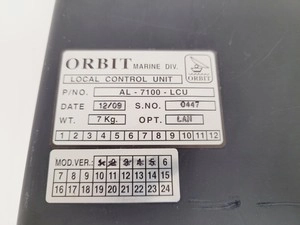 ORBIT MARINE DIV.
LOCAL CONTROL UNIT
P/NO. AL-7100-LCU
DATE 12/09 S.NO. 0447
WT. 7 Kg. OPT.
1 2 3 4 5 6 7 8 9 10 11 12
MOD.VER.: 1 2 3 4 5 6
7 8 9 10 11 12 13 14 15
16 17 18 19 20 21 22 23 24